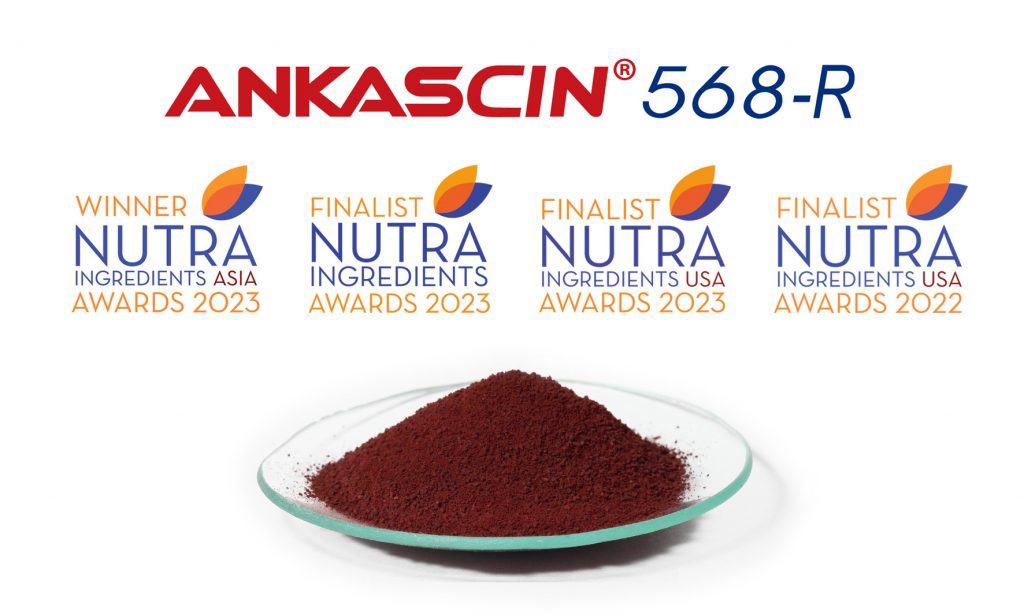 ANKASCIN® 568-R
WINNER
NUTRA
INGREDIENTS ASIA
AWARDS 2023
FINALIST
NUTRA
INGREDIENTS
AWARDS 2023
FINALIST
NUTRA
INGREDIENTS USA
AWARDS 2023
FINALIST
NUTRA
INGREDIENTS USA
AWARDS 2022